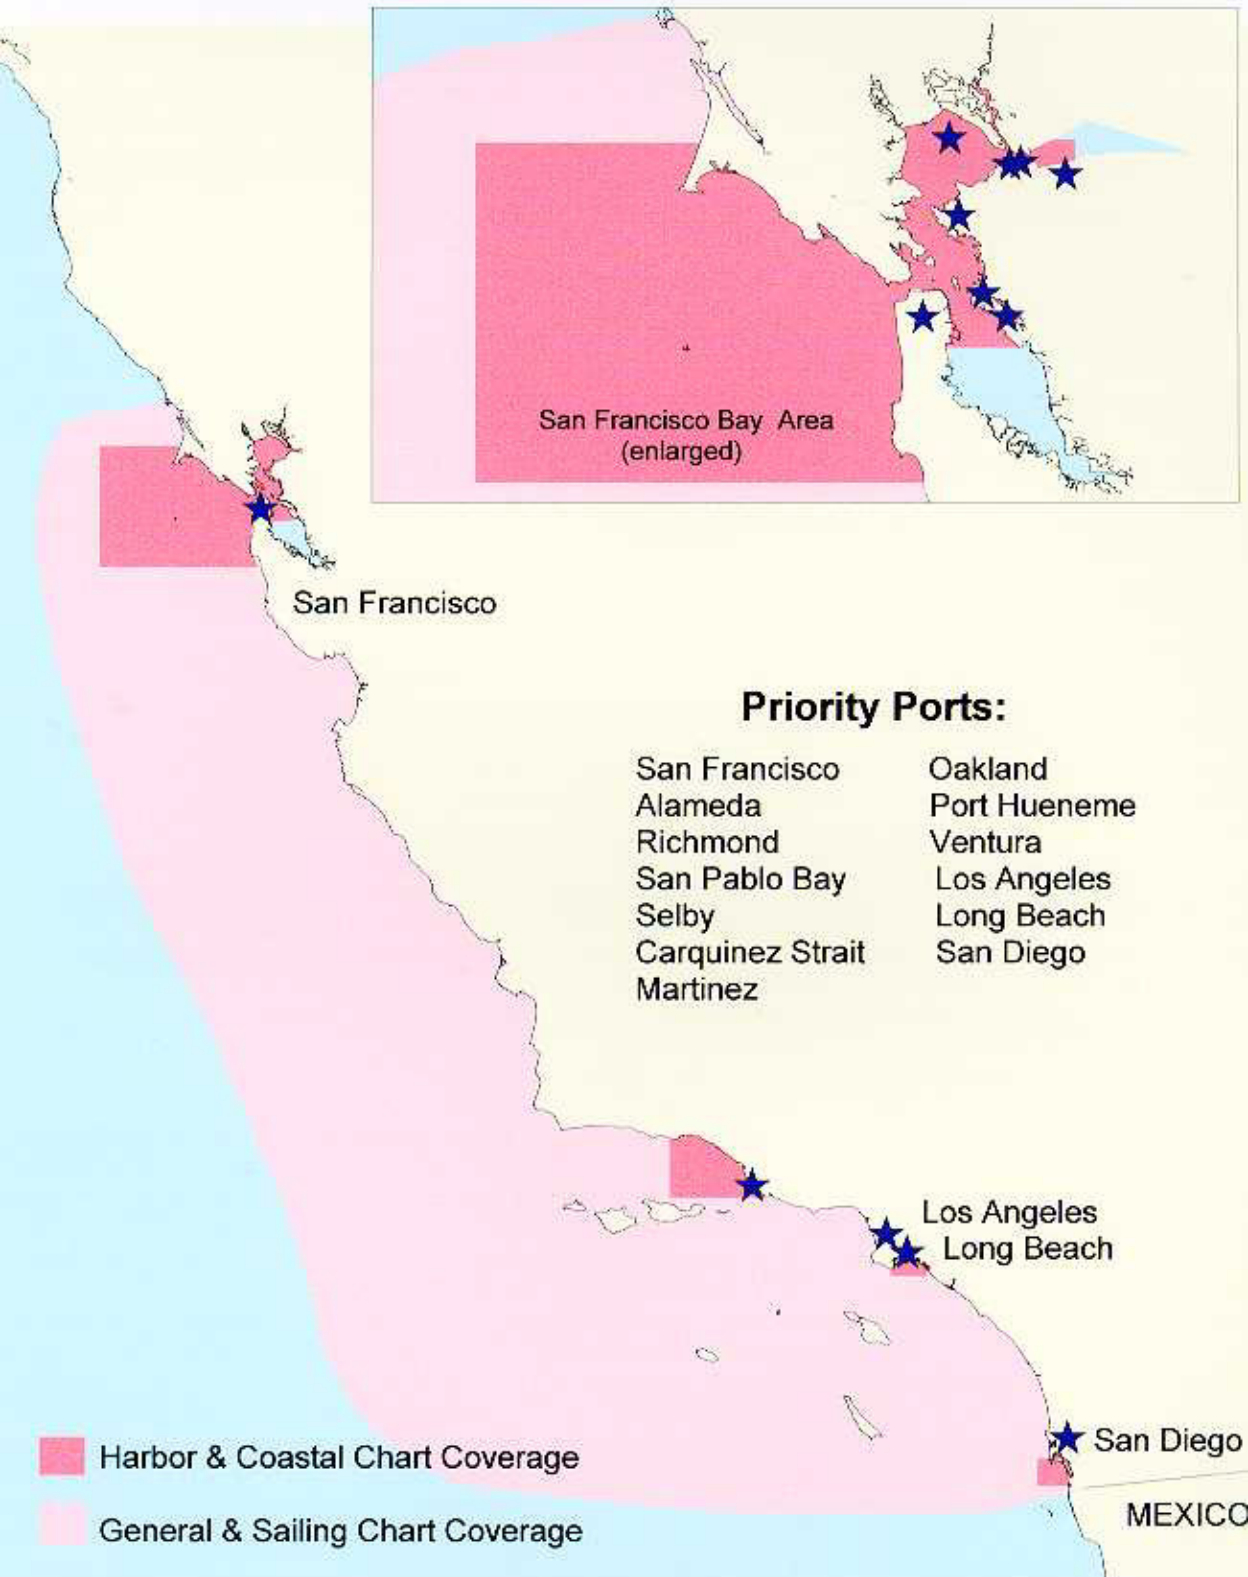 San Francisco Bay Area
(enlarged)
San Francisco
Priority Ports:
San Francisco
Alameda
Richmond
San Pablo Bay
Selby
Carquinez Strait
Martinez
Oakland
Port Hueneme
Ventura
Los Angeles
Long Beach
San Diego
Los Angeles
Long Beach
San Diego
MEXICO
Harbor & Coastal Chart Coverage
General & Sailing Chart Coverage